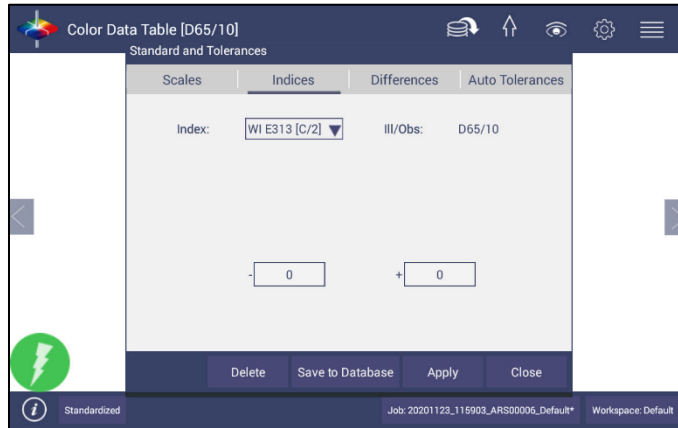 Color Data Table [D65/10]
Standard and Tolerances
Scales Indices Differences Auto Tolerances
Index: WI E313 [C/2] Ill/Obs: D65/10
- 0 + 0
Delete Save to Database Apply Close
i Standardized Job: 20201123_115903_ARS00006_Default* Workspace: Default